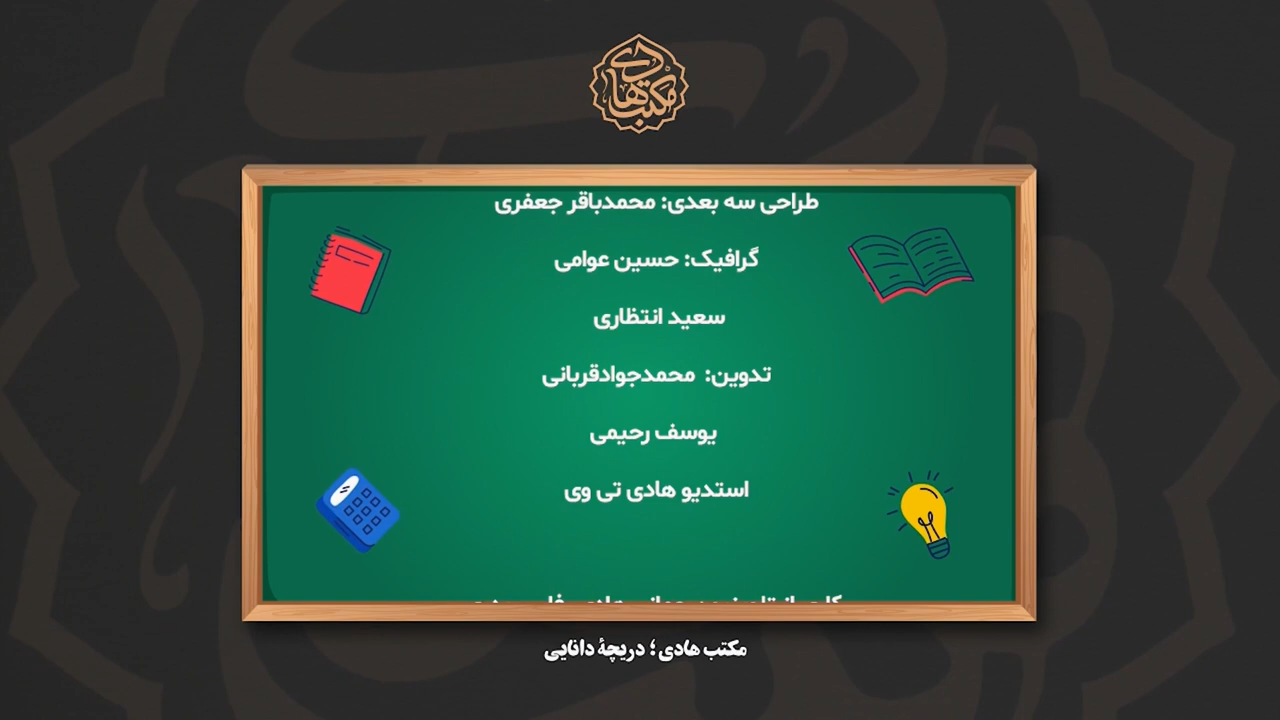 مکتب هادی
طراحی سه بعدی: محمدباقر جعفری
گرافیک: حسین عوامی
سعید انتظاری
تدوین: محمدجوادقربانی
یوسف رحیمی
استدیو هادی تی وی
مکتب هادی؛ دریچهٔ دانایی